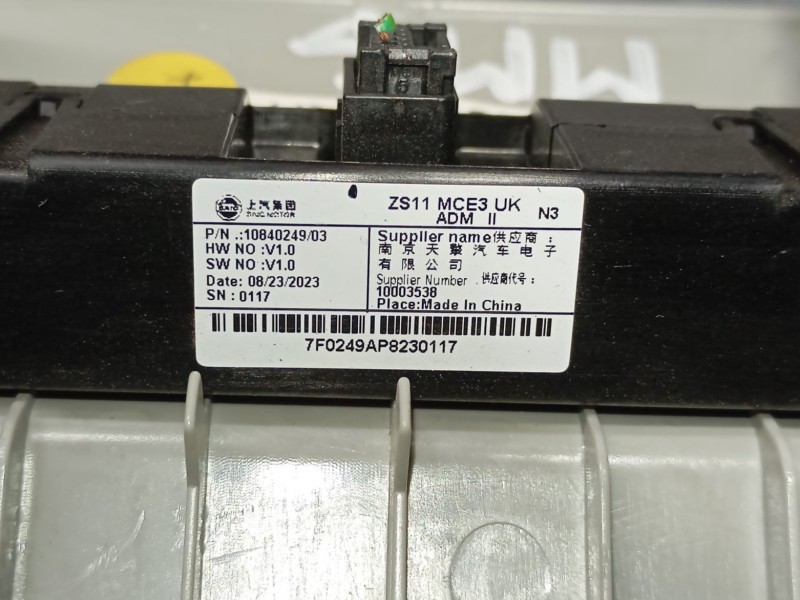 上汽集团
SAIC MOTOR
ZS11 MCE3 UK
ADM II
N3
P/N .:10840249/03
HW NO :V1.0
SW NO :V1.0
Date: 08/23/2023
SN : 0117
Supplier name供应商：
南京天擎汽车电子
有限公司
Supplier Number 供应商代号：
10003538
Place:Made In China
7F0249AP8230117